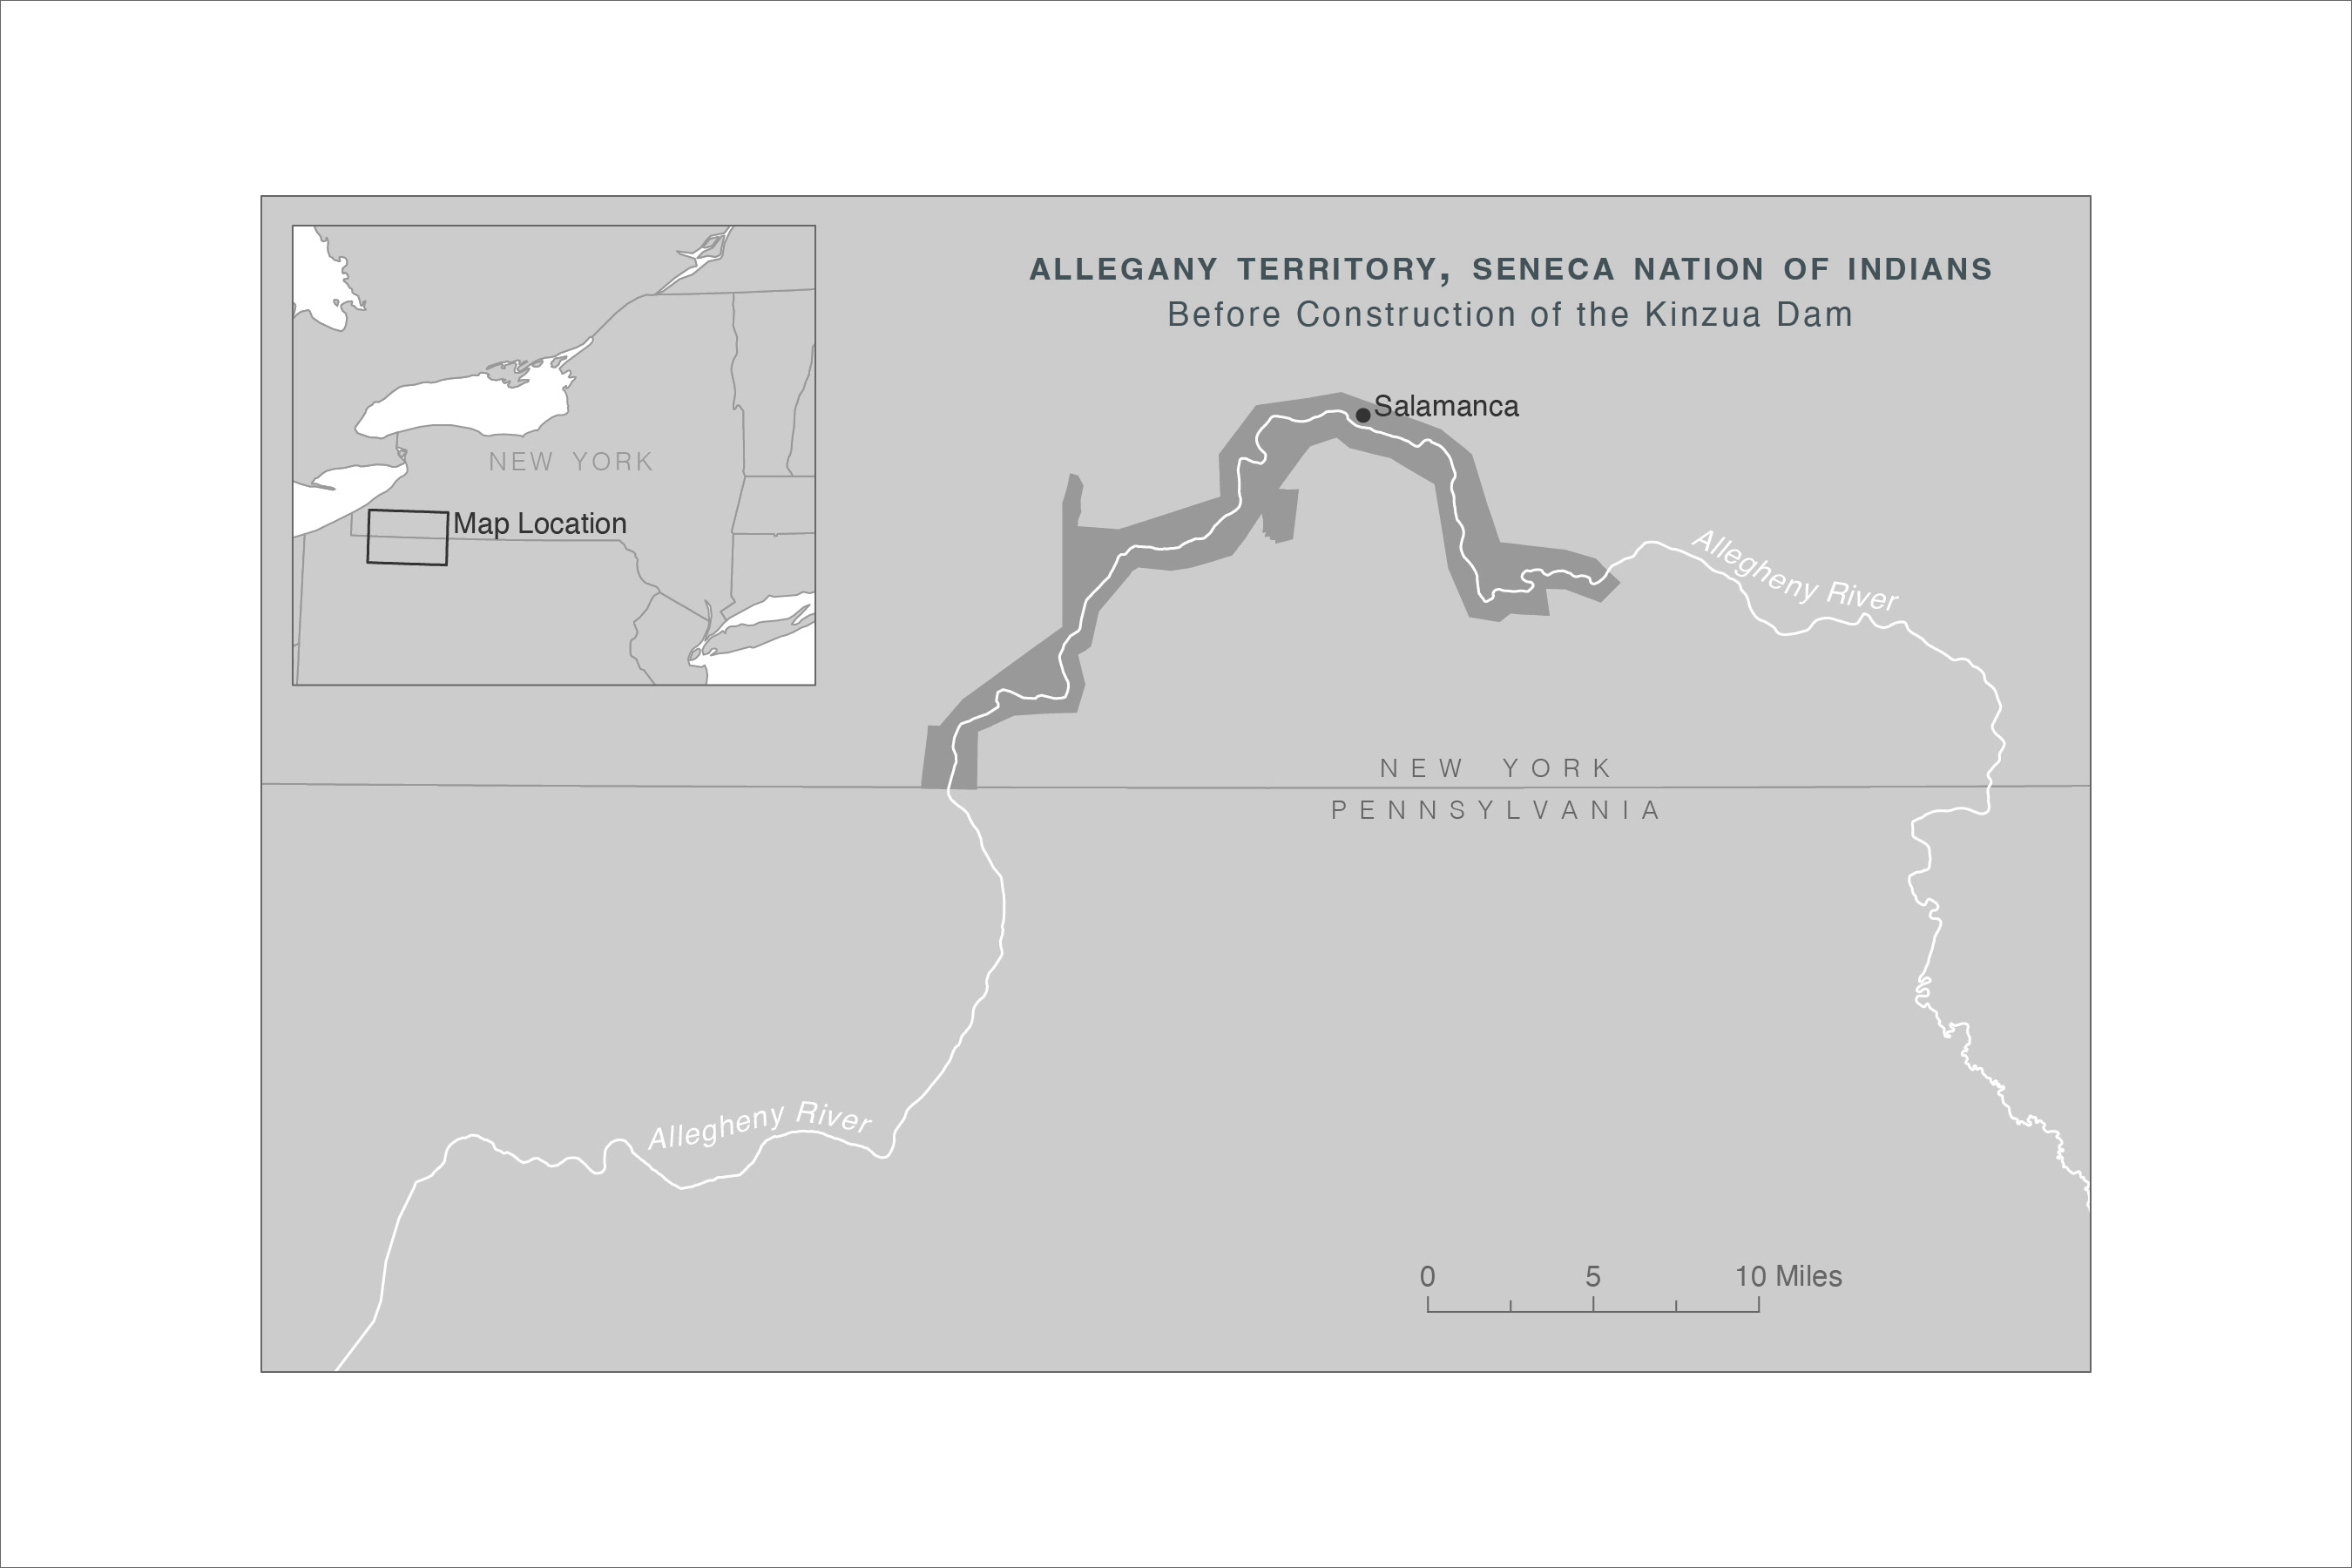 ALLEGANY TERRITORY, SENECA NATION OF INDIANS
Before Construction of the Kinzua Dam
Salamanca
NEW YORK
Map Location
Allegheny River
NEW YORK
PENNSYLVANIA
Allegheny River
0 5 10 Miles